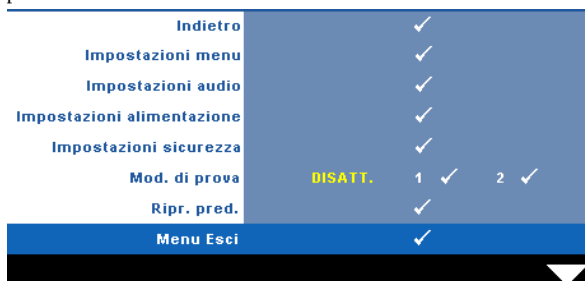 Indietro ✓
Impostazioni menu ✓
Impostazioni audio ✓
Impostazioni alimentazione ✓
Impostazioni sicurezza ✓
Mod. di prova DISATT. 1 ✓ 2 ✓
Ripr. pred. ✓
Menu Esci ✓